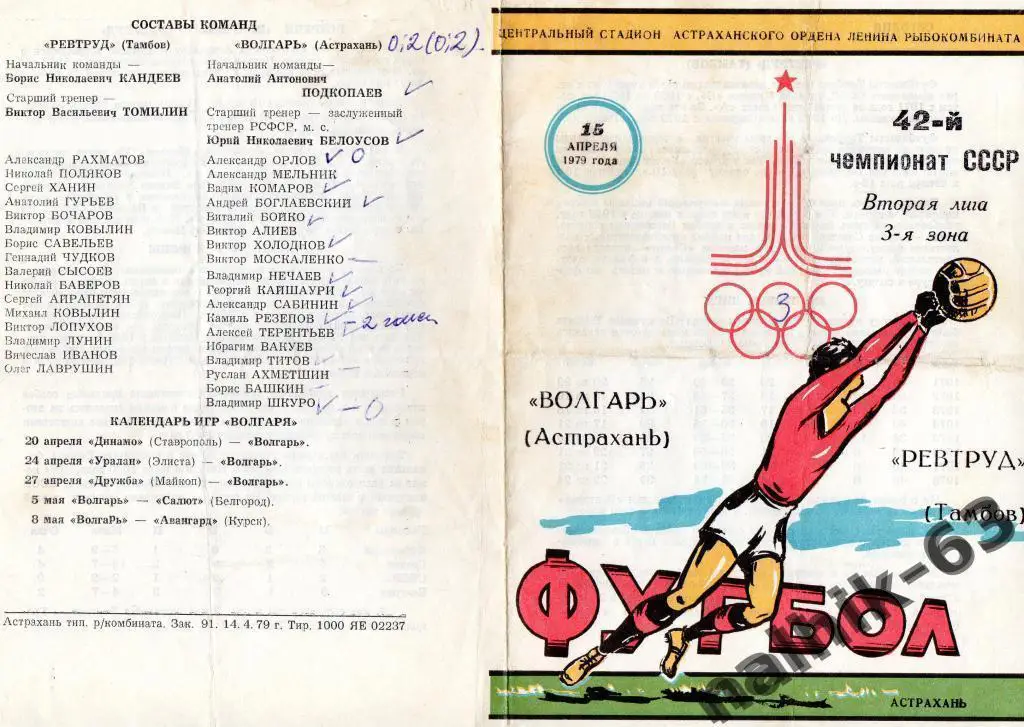 СОСТАВЫ КОМАНД
«РЕВТРУД» (Тамбов)
Начальник команды —
Борис Николаевич КАНДЕЕВ
Старший тренер —
Виктор Васильевич ТОМИЛИН
Александр РАХМАТОВ
Николай ПОЛЯКОВ
Сергей ХАНИН
Анатолий ГУРЬЕВ
Виктор БОЧАРОВ
Владимир КОВЫЛИН
Борис САВЕЛЬЕВ
Геннадий ЧУДКОВ
Валерий СЫСОЕВ
Николай БАВЕРОВ
Сергей АЙРАПЕТЯН
Михаил КОВЫЛИН
Виктор ЛОПУХОВ
Владимир ЛУНИН
Вячеслав ИВАНОВ
Олег ЛАВРУШИН
«ВОЛГАРЬ» (Астрахань) 0:2 (0:2).
Начальник команды—
Анатолий Антонович
ПОДКОПАЕВ
Старший тренер — заслуженный
тренер РСФСР, м. с.
Юрий Николаевич БЕЛОУСОВ
Александр ОРЛОВ 0
Александр МЕЛЬНИК
Вадим КОМАРОВ
Андрей БОГЛАЕВСКИЙ
Виталий БОЙКО
Виктор АЛИЕВ
Виктор ХОЛОДНОВ
Виктор МОСКАЛЕНКО
Владимир НЕЧАЕВ
Георгий КАЙШАУРИ
Александр САБИНИН
Камиль РЕЗЕПОВ
Алексей ТЕРЕНТЬЕВ
Ибрагим ВАКУЕВ
Владимир ТИТОВ
Руслан АХМЕТШИН
Борис БАШКИН
Владимир ШКУРО – 0
КАЛЕНДАРЬ ИГР «ВОЛГАРЯ»
20 апреля «Динамо» (Ставрополь) — «Волгарь».
24 апреля «Уралан» (Элиста) — «Волгарь».
27 апреля «Дружба» (Майкоп) — «Волгарь».
5 мая «Волгарь» — «Салют» (Белгород).
8 мая «ВолгаРь» — «Авангард» (Курск).
Астрахань тип. р/комбината. Зак. 91. 14.4.79 г. Тир. 1000 ЯЕ 02237
ЦЕНТРАЛЬНЫЙ СТАДИОН АСТРАХАНСКОГО ОРДЕНА ЛЕНИНА РЫБОКОМБИНАТА
15
АПРЕЛЯ
1979 года
42-й
чемпионат СССР
Вторая лига
3-я зона
3
«ВОЛГАРЬ»
(Астрахань)
«РЕВТРУД»
(Тамбов)
ФУТБОЛ
АСТРАХАНЬ
malnik-63